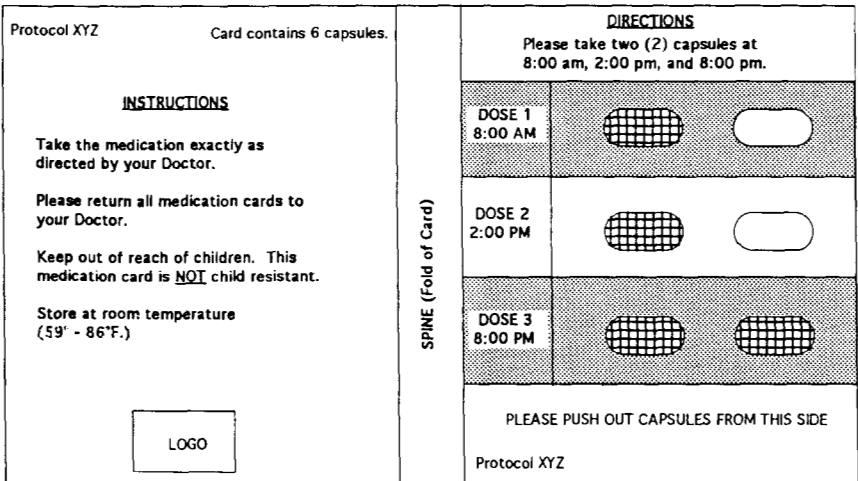 Protocol XYZ
Card contains 6 capsules.
INSTRUCTIONS
Take the medication exactly as
directed by your Doctor.
Please return all medication cards to
your Doctor.
Keep out of reach of children. This
medication card is NOT child resistant.
Store at room temperature
(59° - 86°F.)
LOGO
SPINE (Fold of Card)
DIRECTIONS
Please take two (2) capsules at
8:00 am, 2:00 pm, and 8:00 pm.
DOSE 1
8:00 AM
DOSE 2
2:00 PM
DOSE 3
8:00 PM
PLEASE PUSH OUT CAPSULES FROM THIS SIDE
Protocol XYZ